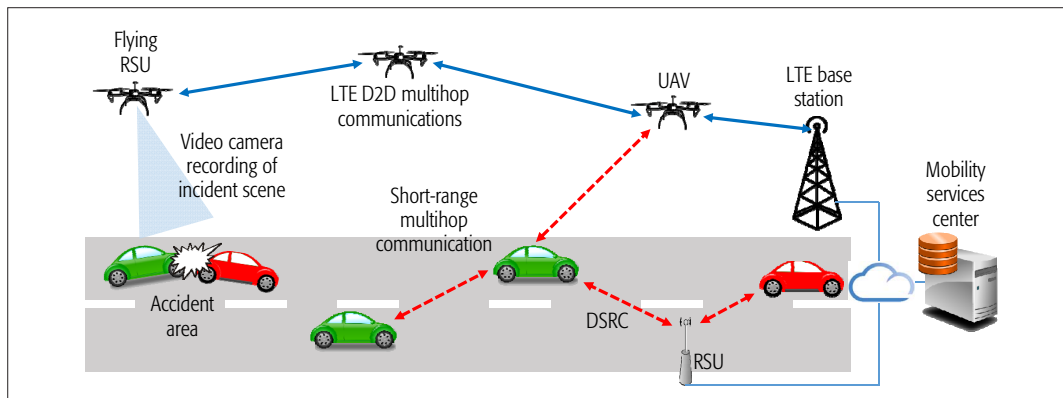 Flying
RSU
LTE D2D multihop
communications
UAV
LTE base
station
Video camera
recording of
incident scene
Short-range
multihop
communication
Mobility
services
center
Accident
area
DSRC
RSU